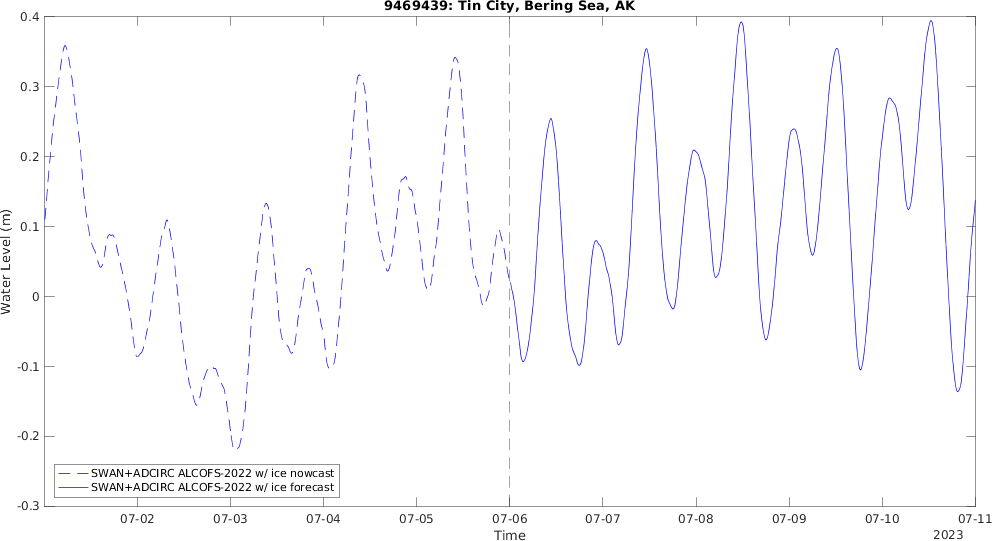 9469439: Tin City, Bering Sea, AK
0.4
0.3
0.2
0.1
0
-0.1
-0.2
-0.3
Water Level (m)
SWAN+ADCIRC ALCOFS-2022 w/ ice nowcast
SWAN+ADCIRC ALCOFS-2022 w/ ice forecast
07-02 07-03 07-04 07-05 07-06 07-07 07-08 07-09 07-10 07-11
Time
2023